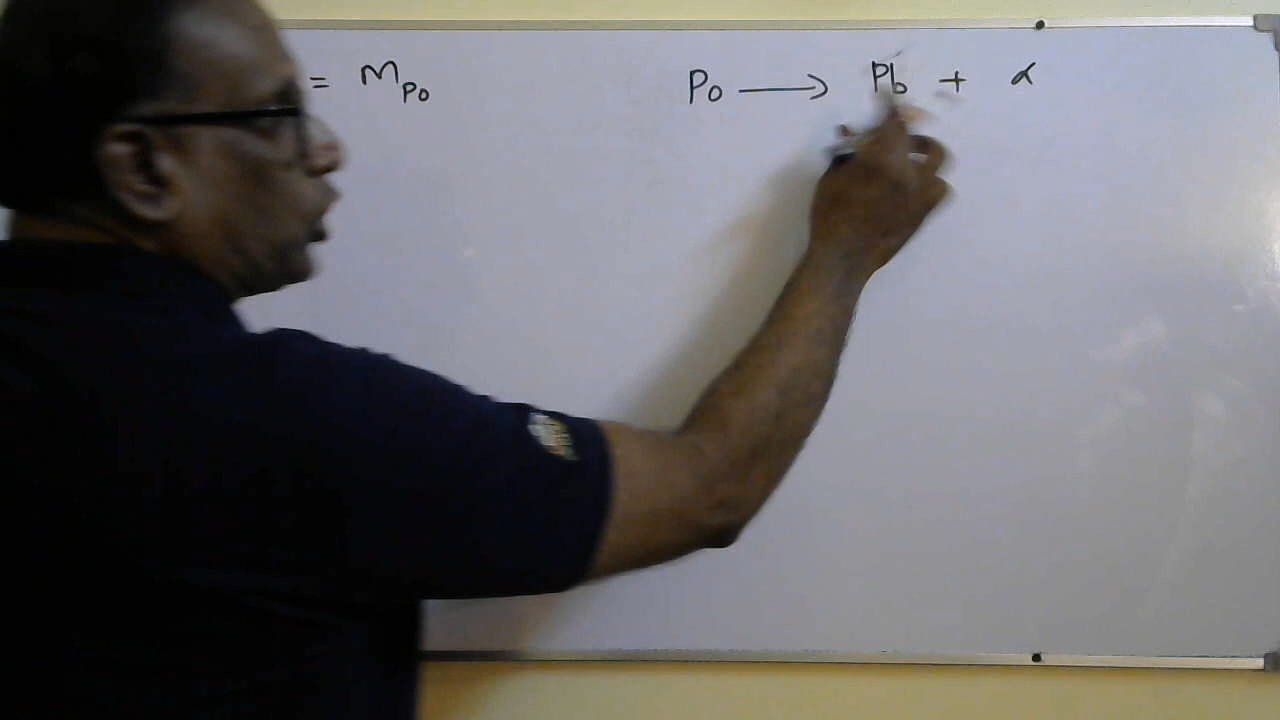 = M_Po    Po ⟶ Pb + α